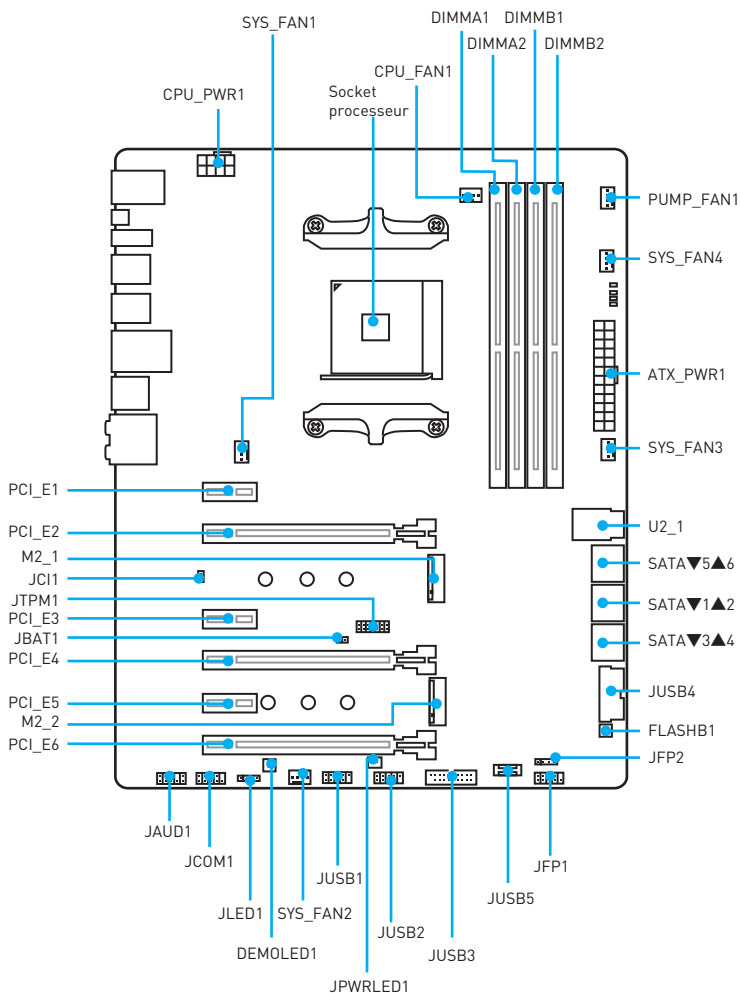 SYS_FAN1
DIMMA1
DIMMB1
DIMMA2
DIMMB2
CPU_FAN1
CPU_PWR1
Socket
processeur
PUMP_FAN1
SYS_FAN4
ATX_PWR1
SYS_FAN3
PCI_E1
U2_1
PCI_E2
M2_1
SATA▼5▲6
JCI1
JTPM1
SATA▼1▲2
PCI_E3
JBAT1
SATA▼3▲4
PCI_E4
JUSB4
PCI_E5
M2_2
FLASHB1
PCI_E6
JFP2
JAUD1
JCOM1
JUSB1
JFP1
JLED1
SYS_FAN2
JUSB2
JUSB5
DEMOLED1
JUSB3
JPWRLED1